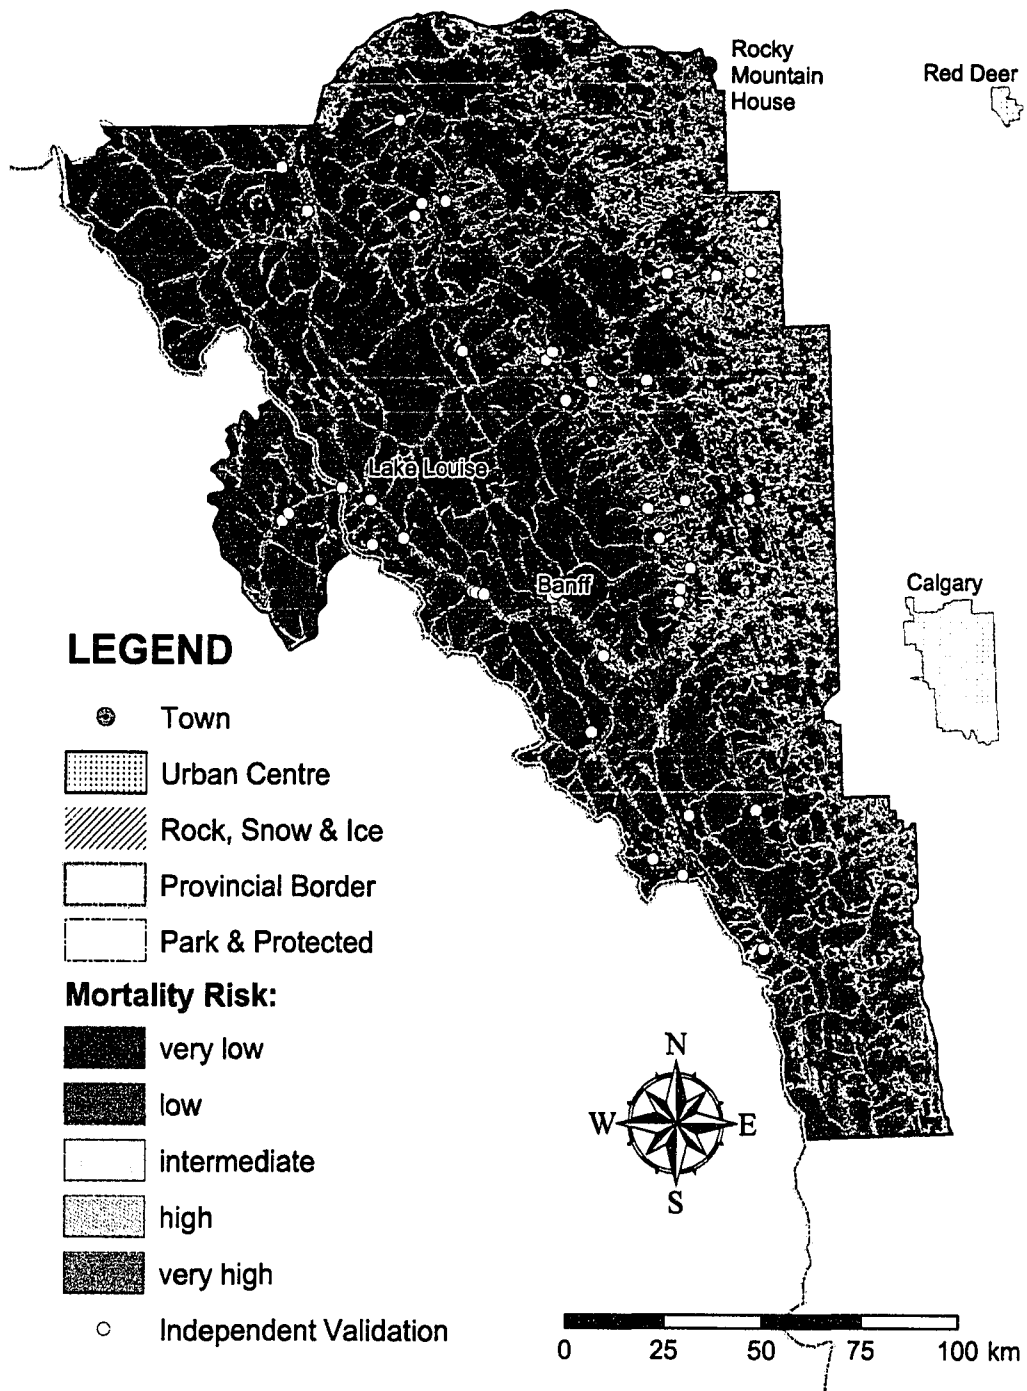 Rocky
Mountain
House
Red Deer
Lake Louise
Banff
Calgary
LEGEND
Town
Urban Centre
Rock, Snow & Ice
Provincial Border
Park & Protected
Mortality Risk:
very low
low
intermediate
high
very high
Independent Validation
N
W E
S
0 25 50 75 100 km